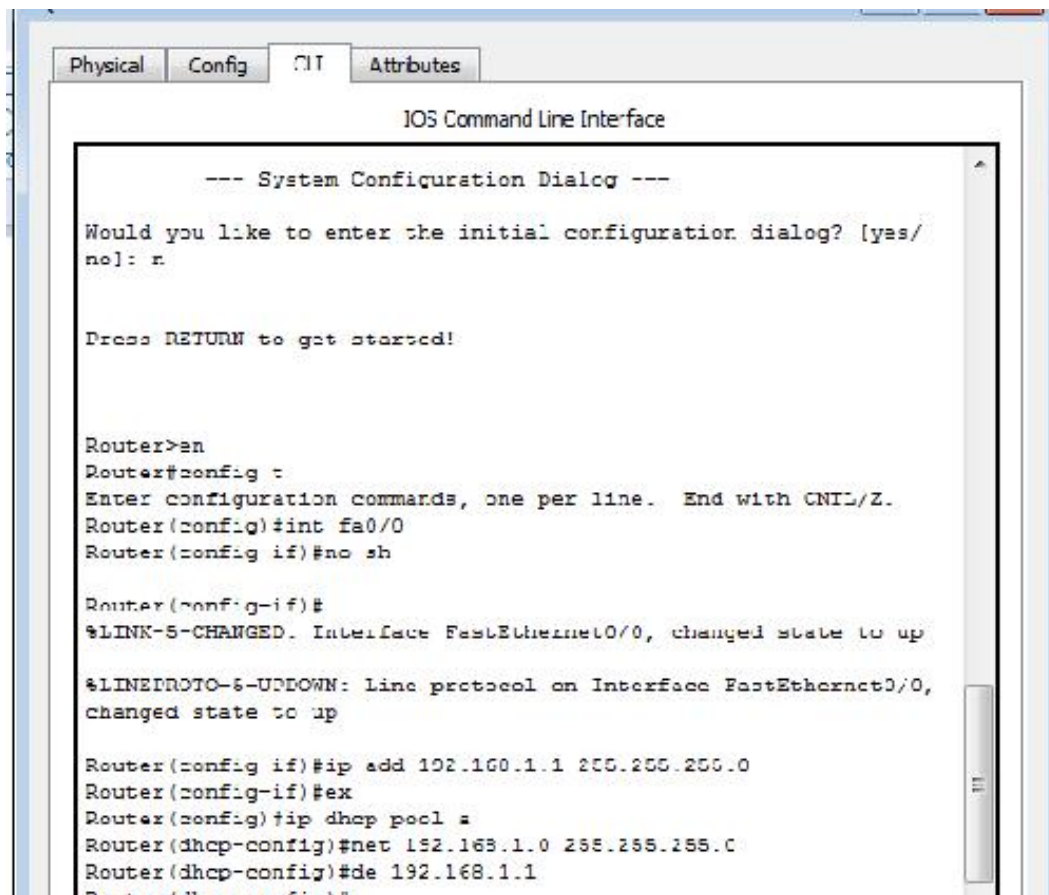 Physical Config CLI Attributes
IOS Command Line Interface
--- System Configuration Dialog ---
Would you like to enter the initial configuration dialog? [yes/
no]: n
Press RETURN to get started!
Router>en
Router#config t
Enter configuration commands, one per line. End with CNTL/Z.
Router(config)#int fa0/0
Router(config-if)#no sh
Router(config-if)#
%LINK-5-CHANGED: Interface FastEthernet0/0, changed state to up
%LINEPROTO-5-UPDOWN: Line protocol on Interface FastEthernet0/0,
changed state to up
Router(config-if)#ip add 192.168.1.1 255.255.255.0
Router(config-if)#ex
Router(config)#ip dhcp pool a
Router(dhcp-config)#net 192.168.1.0 255.255.255.0
Router(dhcp-config)#de 192.168.1.1